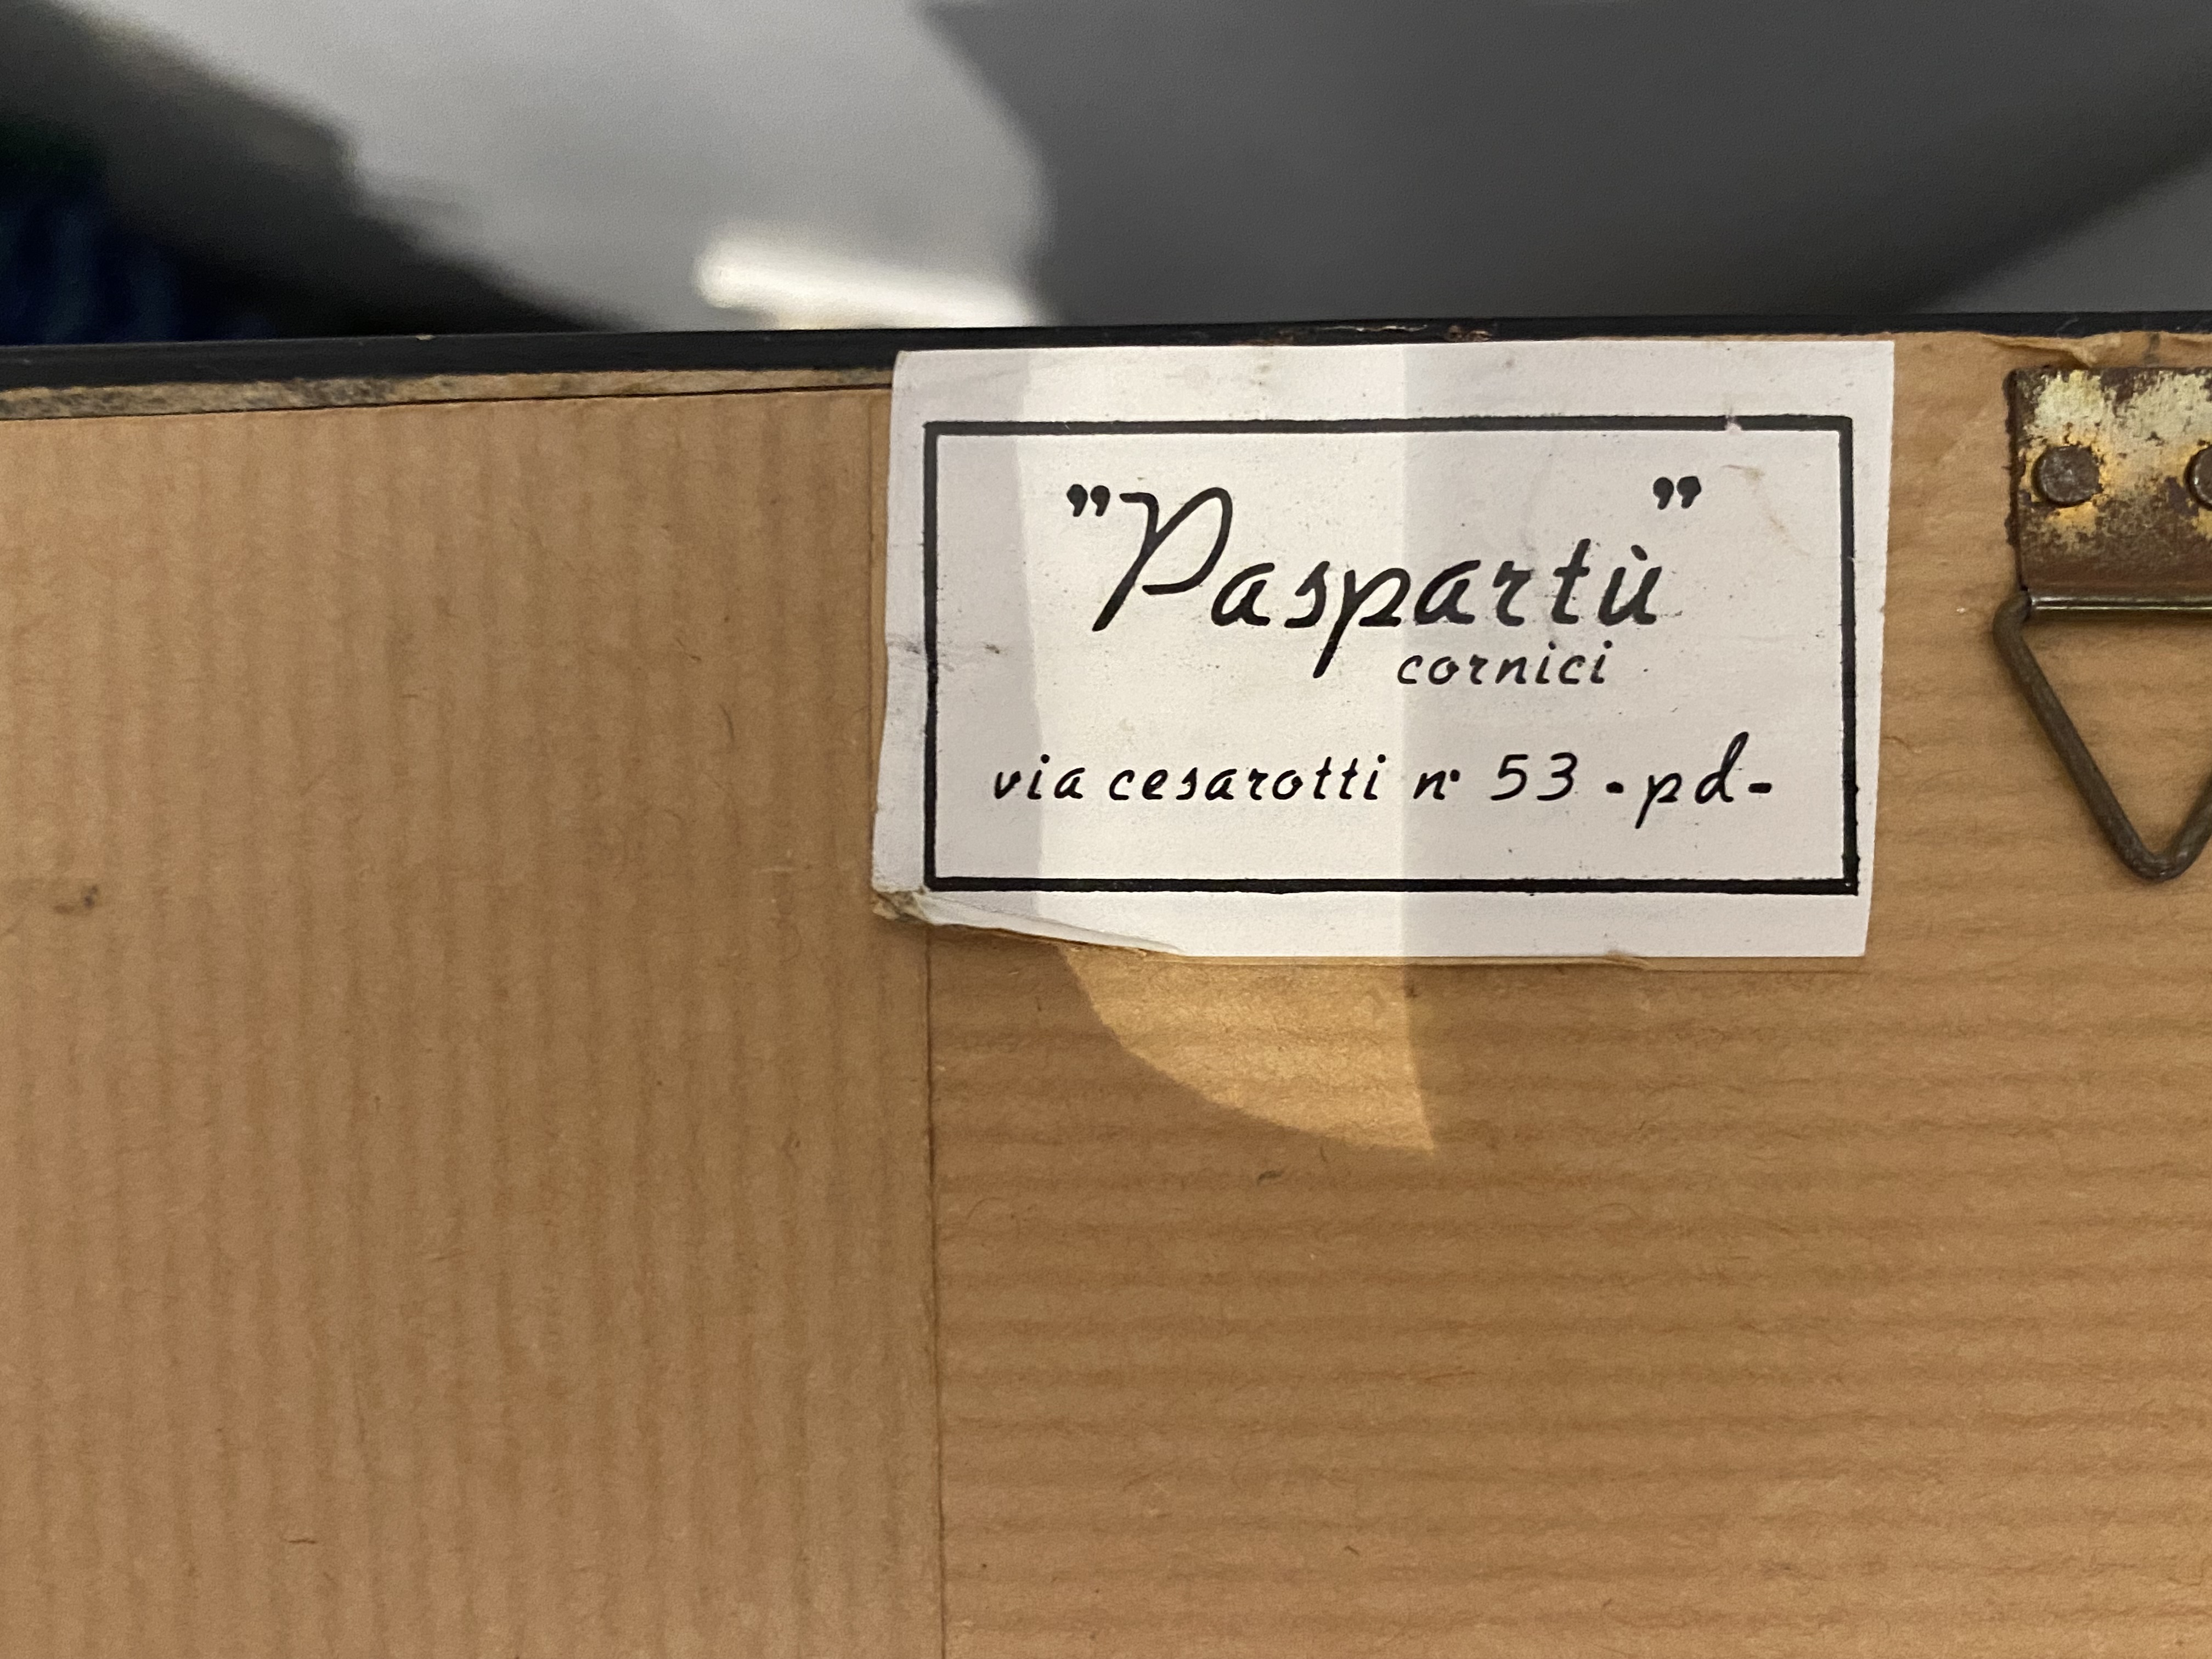 "Paspartù"
cornici
via cesarotti n° 53 - pd -